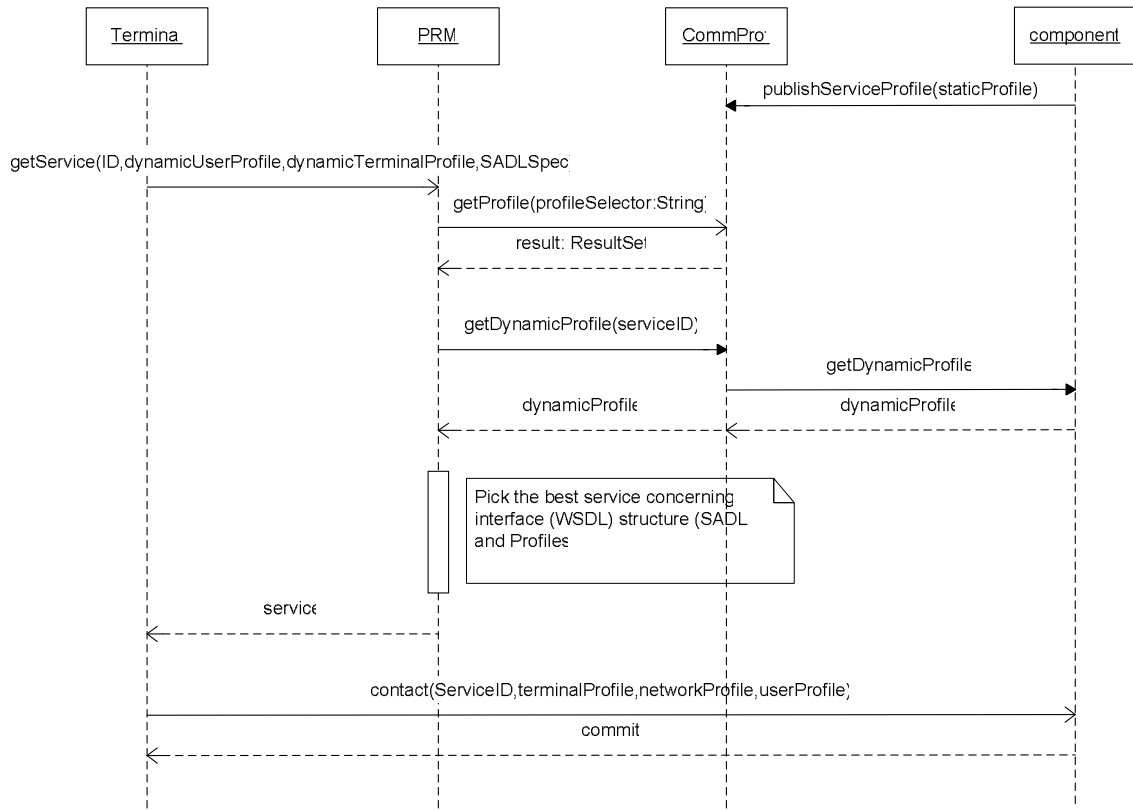 Termina
PRM
CommPro
component
publishServiceProfile(staticProfile)
getService(ID,dynamicUserProfile,dynamicTerminalProfile,SADLSpec
getProfile(profileSelector:String)
result: ResultSet
getDynamicProfile(serviceID)
getDynamicProfile
dynamicProfile
dynamicProfile
Pick the best service concerning
interface (WSDL) structure (SADL
and Profiles
service
contact(ServiceID,terminalProfile,networkProfile,userProfile)
commit